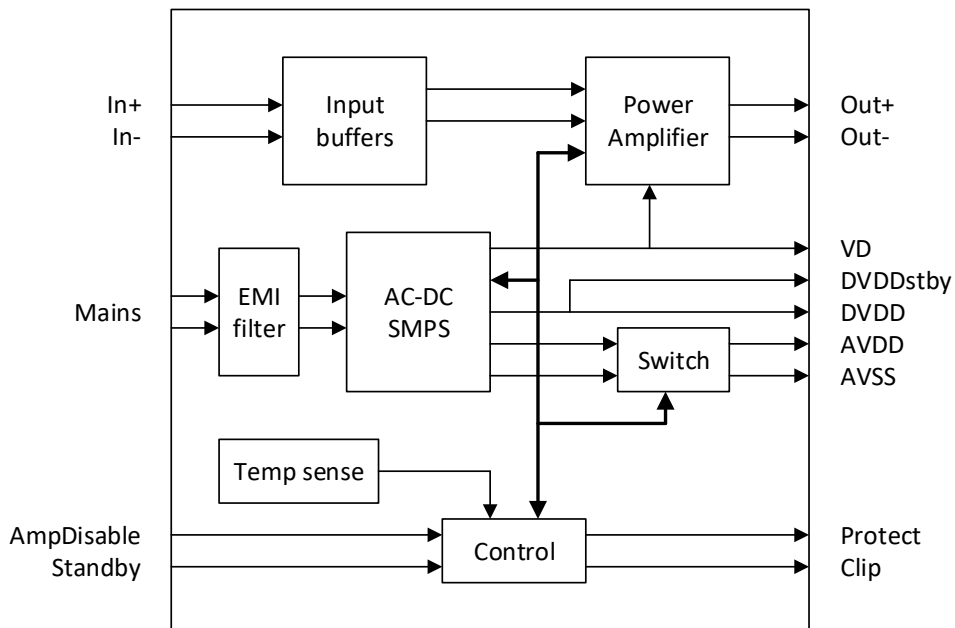 In+
In-
Input
buffers
Power
Amplifier
Out+
Out-
Mains
EMI
filter
AC-DC
SMPS
VD
DVDDstby
DVDD
AVDD
AVSS
Switch
Temp sense
AmpDisable
Standby
Control
Protect
Clip